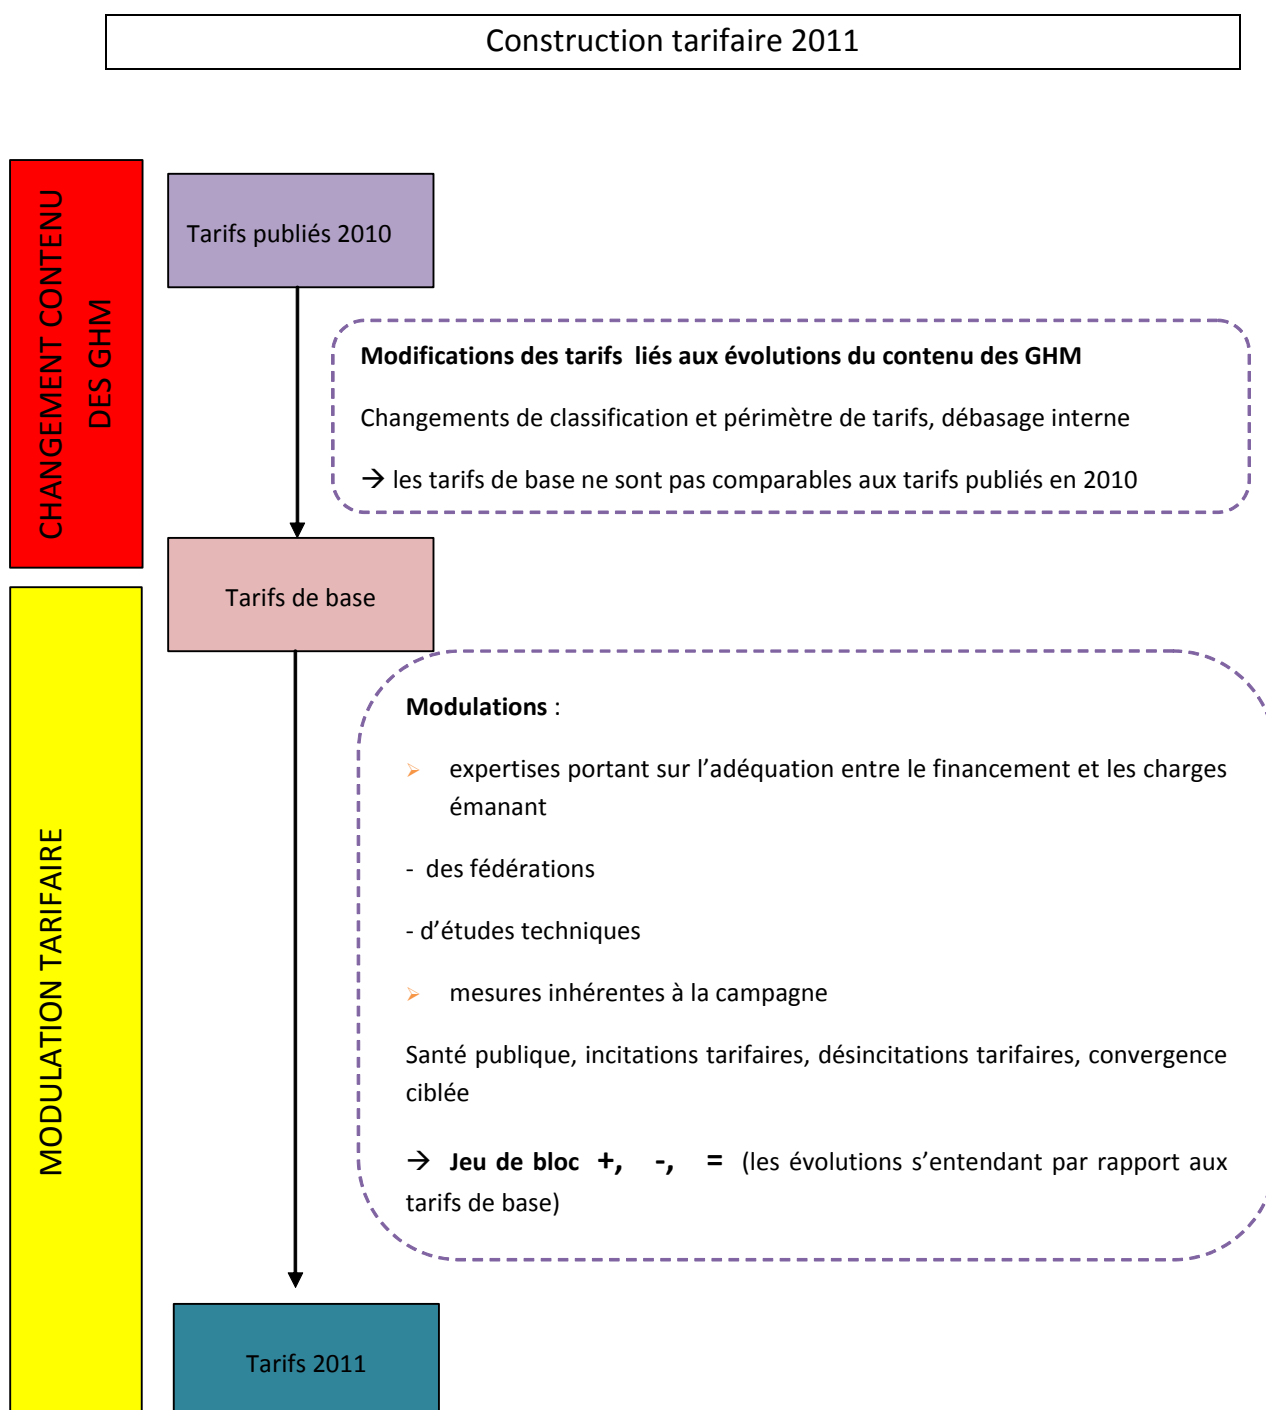 Construction tarifaire 2011
CHANGEMENT CONTENU
DES GHM
Tarifs publiés 2010
Modifications des tarifs  liés aux évolutions du contenu des GHM
Changements de classification et périmètre de tarifs, débasage interne
→ les tarifs de base ne sont pas comparables aux tarifs publiés en 2010
Tarifs de base
MODULATION TARIFAIRE
Modulations :
➢ expertises portant sur l’adéquation entre le financement et les charges
émanant
- des fédérations
- d’études techniques
➢ mesures inhérentes à la campagne
Santé publique, incitations tarifaires, désincitations tarifaires, convergence
ciblée
→ Jeu de bloc +, -, = (les évolutions s’entendant par rapport aux
tarifs de base)
Tarifs 2011